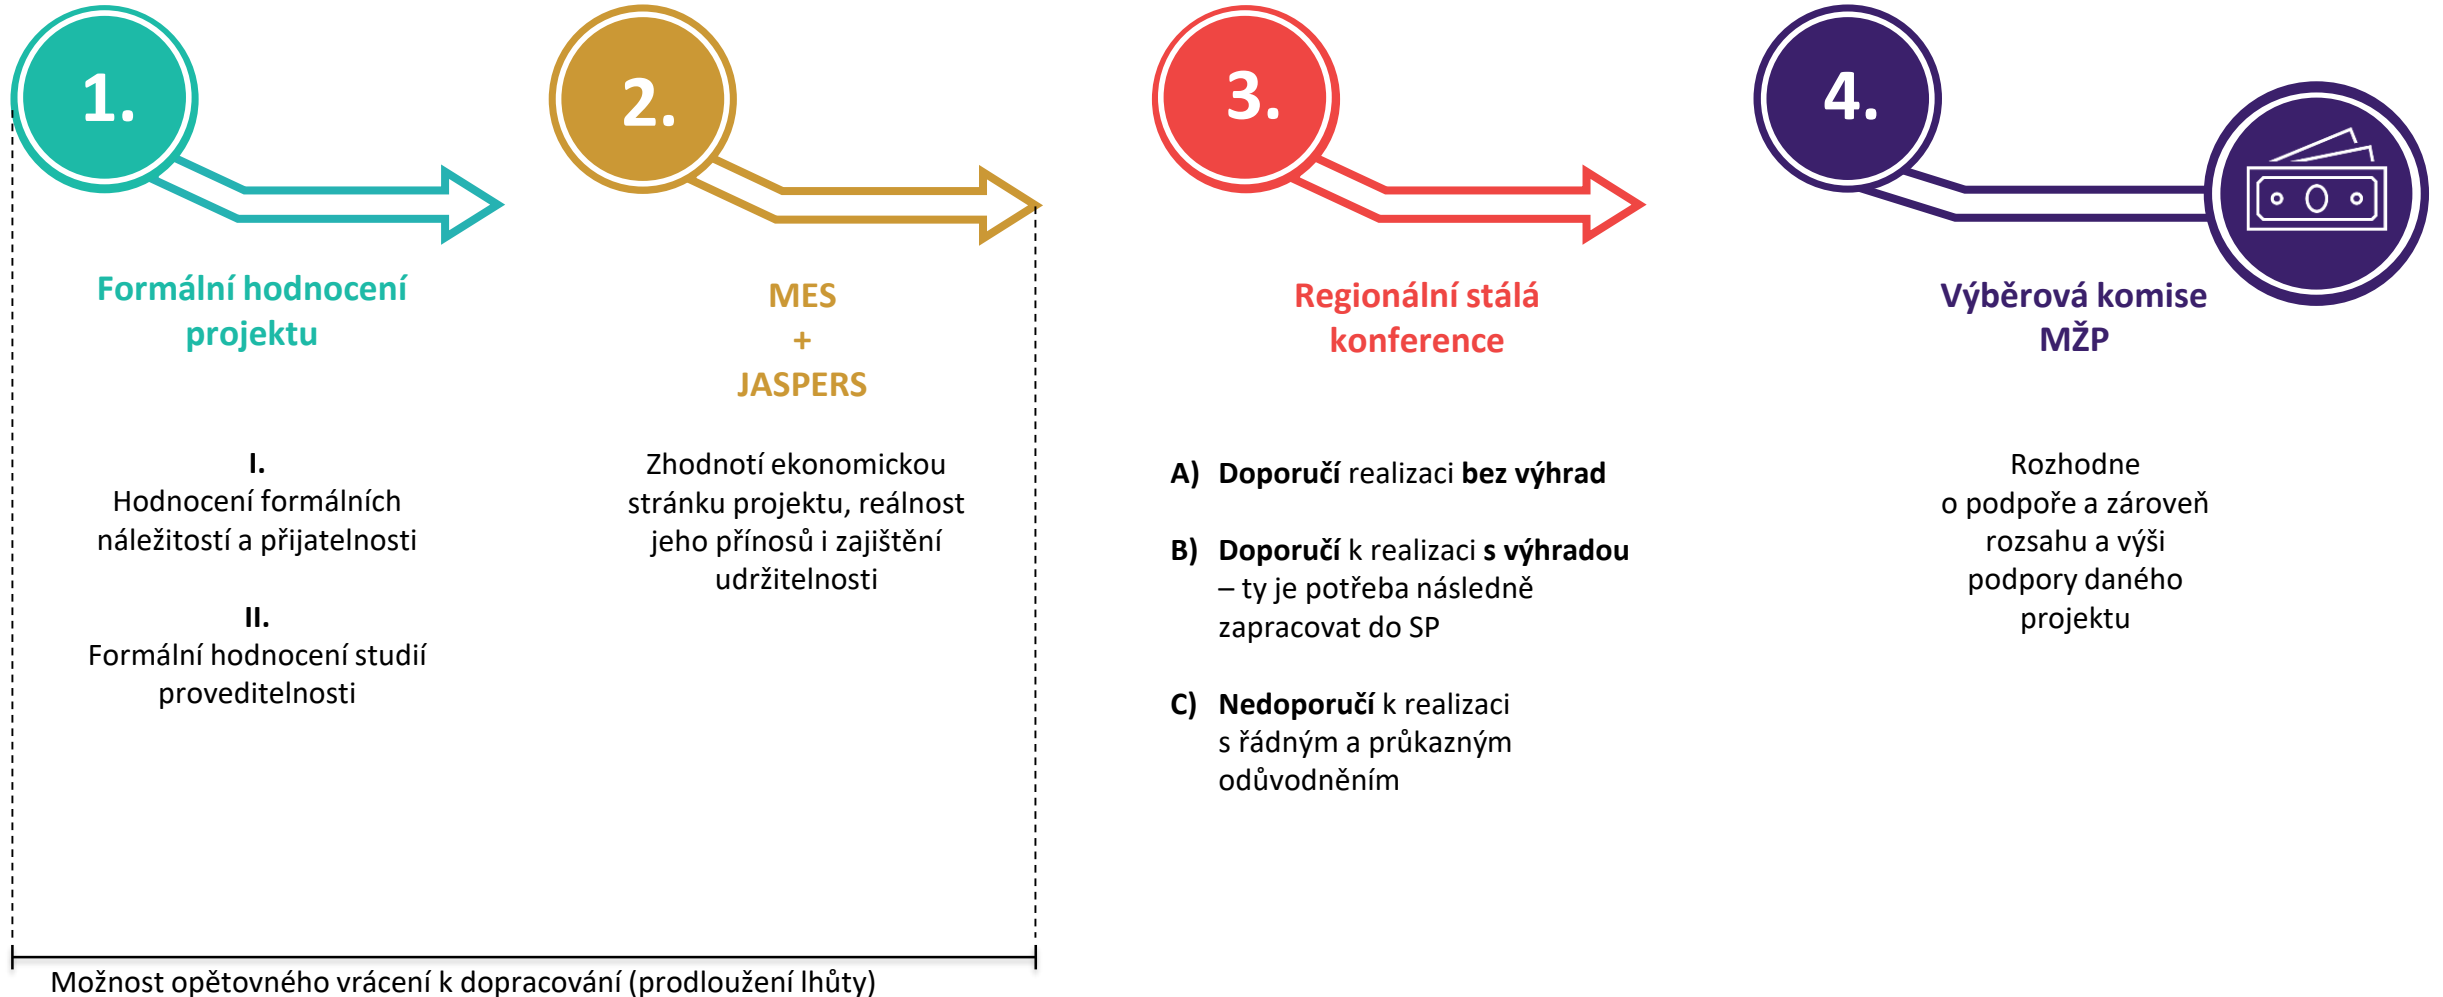 1.
Formální hodnocení
projektu
I.
Hodnocení formálních
náležitostí a přijatelnosti
II.
Formální hodnocení studií
proveditelnosti
2.
MES
+
JASPERS
Zhodnotí ekonomickou
stránku projektu, reálnost
jeho přínosů i zajištění
udržitelnosti
Možnost opětovného vrácení k dopracování (prodloužení lhůty)
3.
Regionální stálá
konference
A) Doporučí realizaci bez výhrad
B) Doporučí k realizaci s výhradou
– ty je potřeba následně
zapracovat do SP
C) Nedoporučí k realizaci
s řádným a průkazným
odůvodněním
4.
Výběrová komise
MŽP
Rozhodne
o podpoře a zároveň
rozsahu a výši
podpory daného
projektu